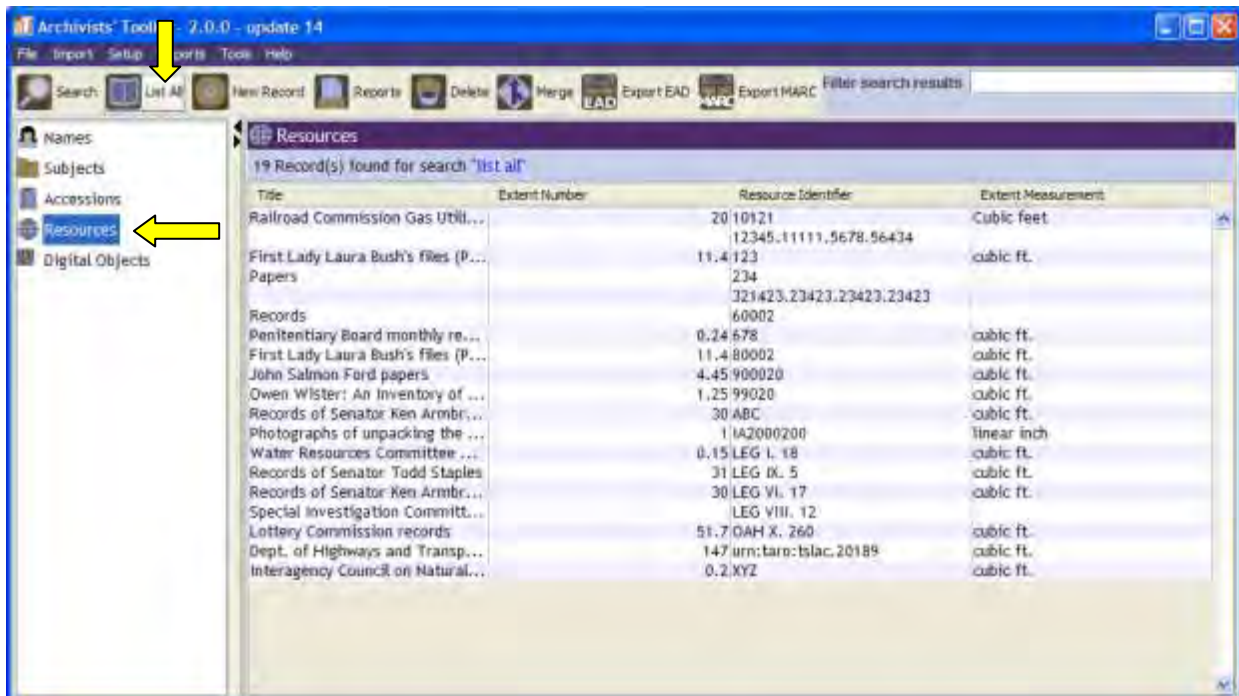 Archivists' Tool - 2.0.0 - update 14
File Import Setup Tools Help
Search List All New Record Reports Delete Merge EAD Export EAD MARC Export MARC Filter search results
Names
Subjects
Accessions
Resources
Digital Objects
Resources
19 Record(s) found for search "list all"
Title Extent Number Resource Identifier Extent Measurement
Railroad Commission Gas Utili... 20 10121 Cubic feet
12345.11111.5678.56434
First Lady Laura Bush's files (P... 11.4 123 cubic ft.
Papers 234
321423.23423.23423.23423
Records 60002
Penitentiary Board monthly re... 0.24 678 cubic ft.
First Lady Laura Bush's files (P... 11.4 80002 cubic ft.
John Salmon Ford papers 4.45 900020 cubic ft.
Owen Wister: An Inventory of ... 1.25 99020 cubic ft.
Records of Senator Ken Armbr... 30 ABC cubic ft.
Photographs of unpacking the ... 1 IA2000200 linear inch
Water Resources Committee ... 0.15 LEG I. 18 cubic ft.
Records of Senator Todd Staples 31 LEG IX. 5 cubic ft.
Records of Senator Ken Armbr... 30 LEG VI. 17 cubic ft.
Special Investigation Committ... LEG VIII. 12
Lottery Commission records 51.7 OAH X. 260 cubic ft.
Dept. of Highways and Transp... 147 urn:taro:tslac.20189 cubic ft.
Interagency Council on Natural... 0.2 XYZ cubic ft.